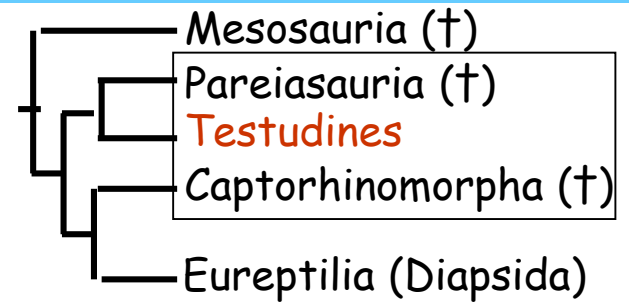 Mesosauria (†)
Pareiasauria (†)
Testudines
Captorhinomorpha (†)
Eureptilia (Diapsida)